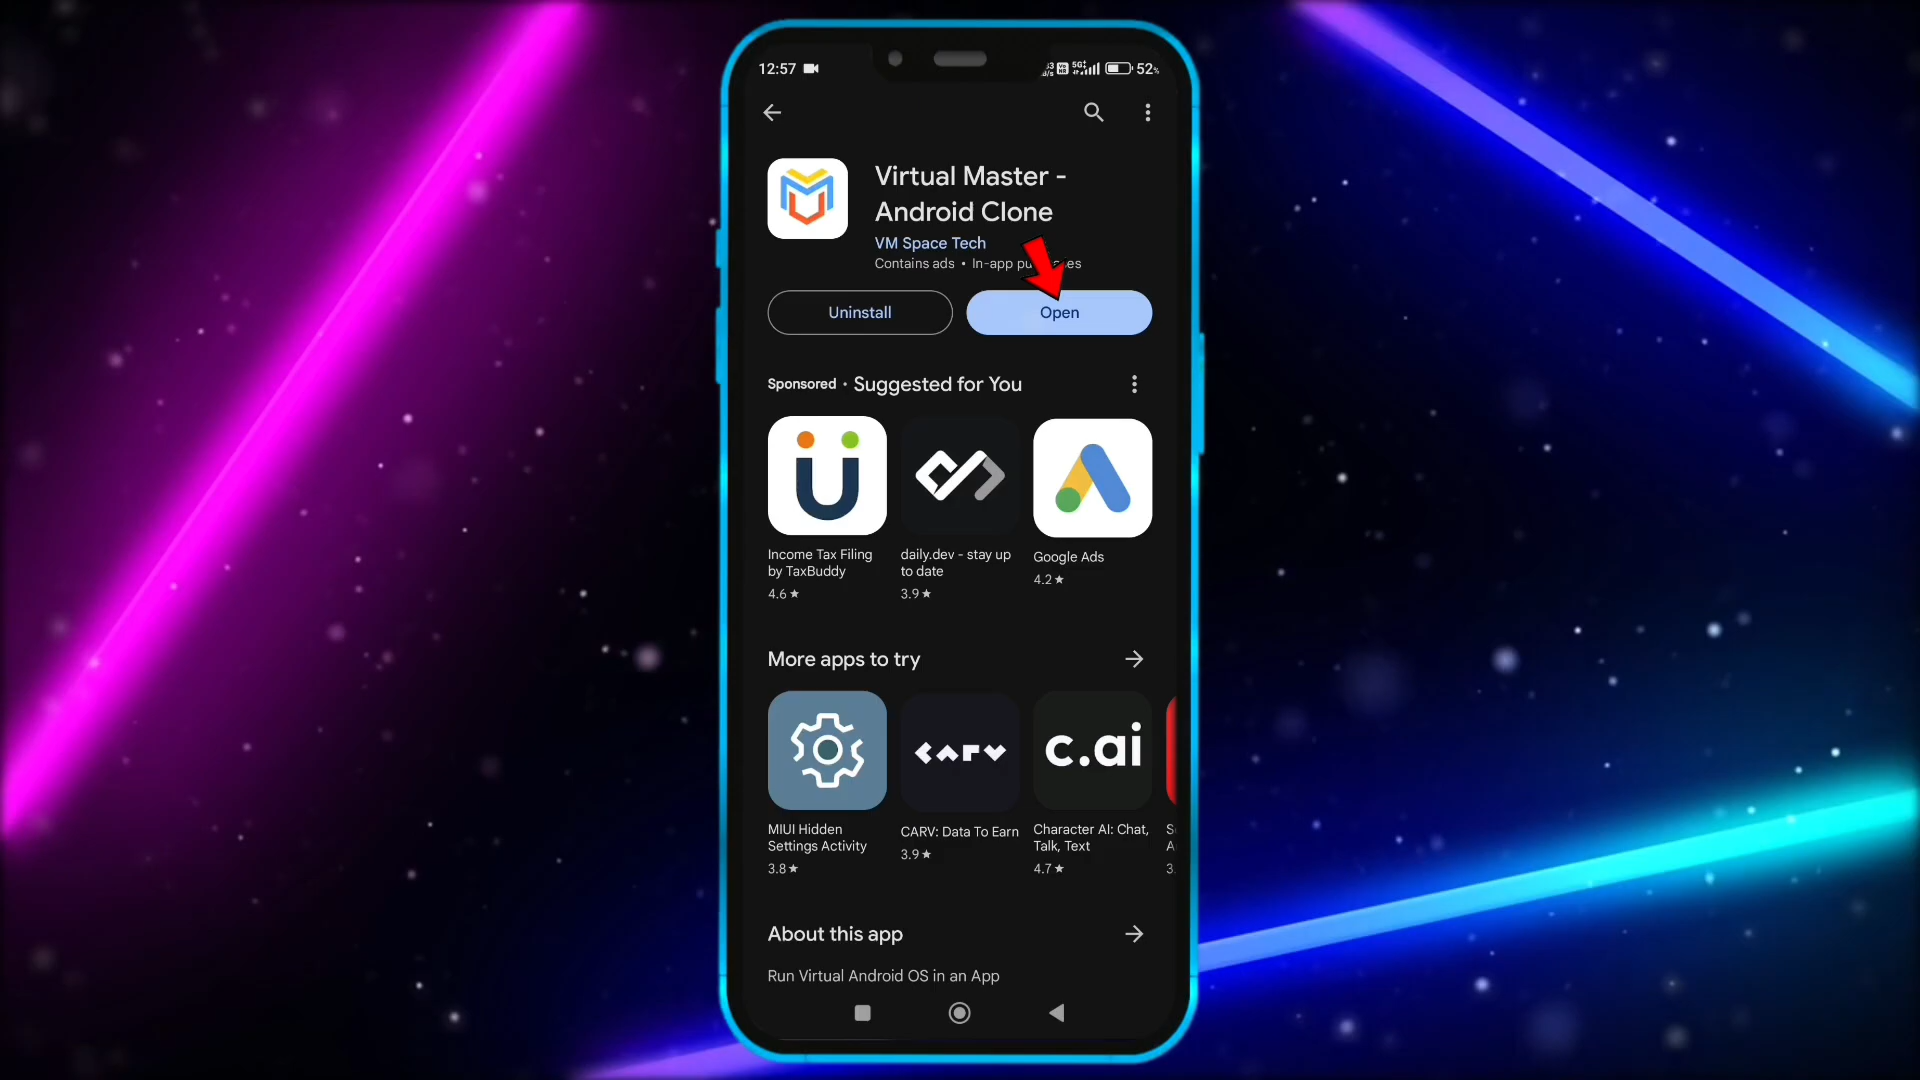 12:57
5G
52%
Virtual Master -
Android Clone
VM Space Tech
Contains ads • In-app
Uninstall
Open
Sponsored · Suggested for You
Income Tax Filing
by TaxBuddy
4.6★
daily.dev - stay up
to date
3.9★
Google Ads
4.2★
More apps to try
CARV
c.ai
MIUI Hidden
Settings Activity
3.8★
CARV: Data To Earn
3.9★
Character AI: Chat,
Talk, Text
4.7★
About this app
Run Virtual Android OS in an App